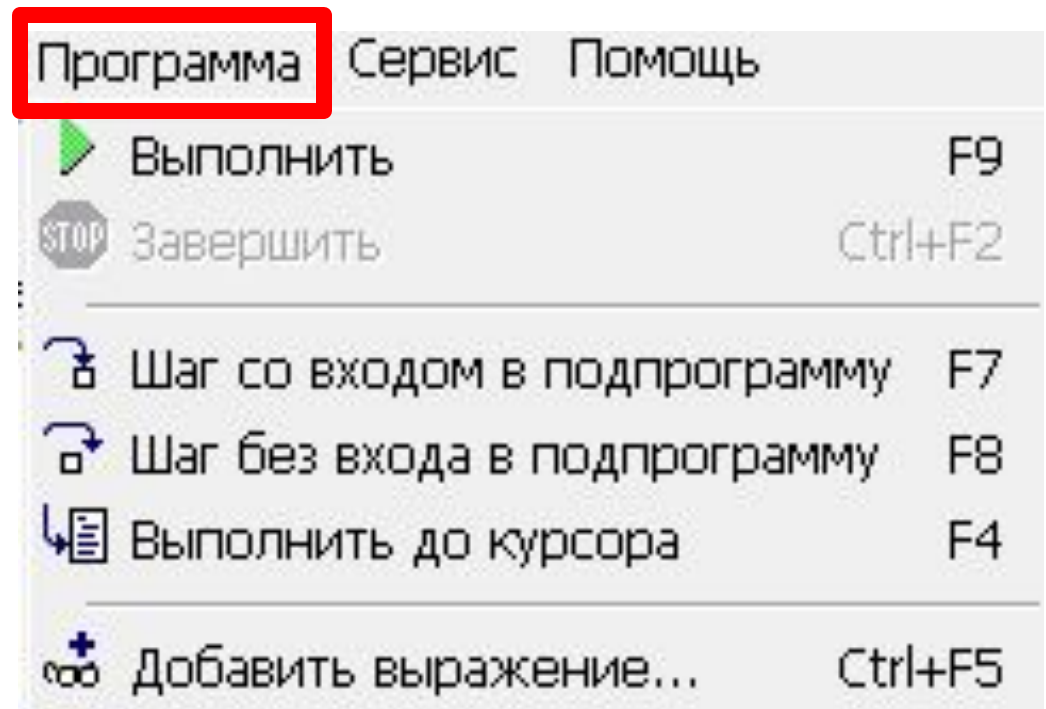 Программа Сервис Помощь
Выполнить F9
STOP Завершить Ctrl+F2
Шаг со входом в подпрограмму F7
Шаг без входа в подпрограмму F8
Выполнить до курсора F4
Добавить выражение... Ctrl+F5